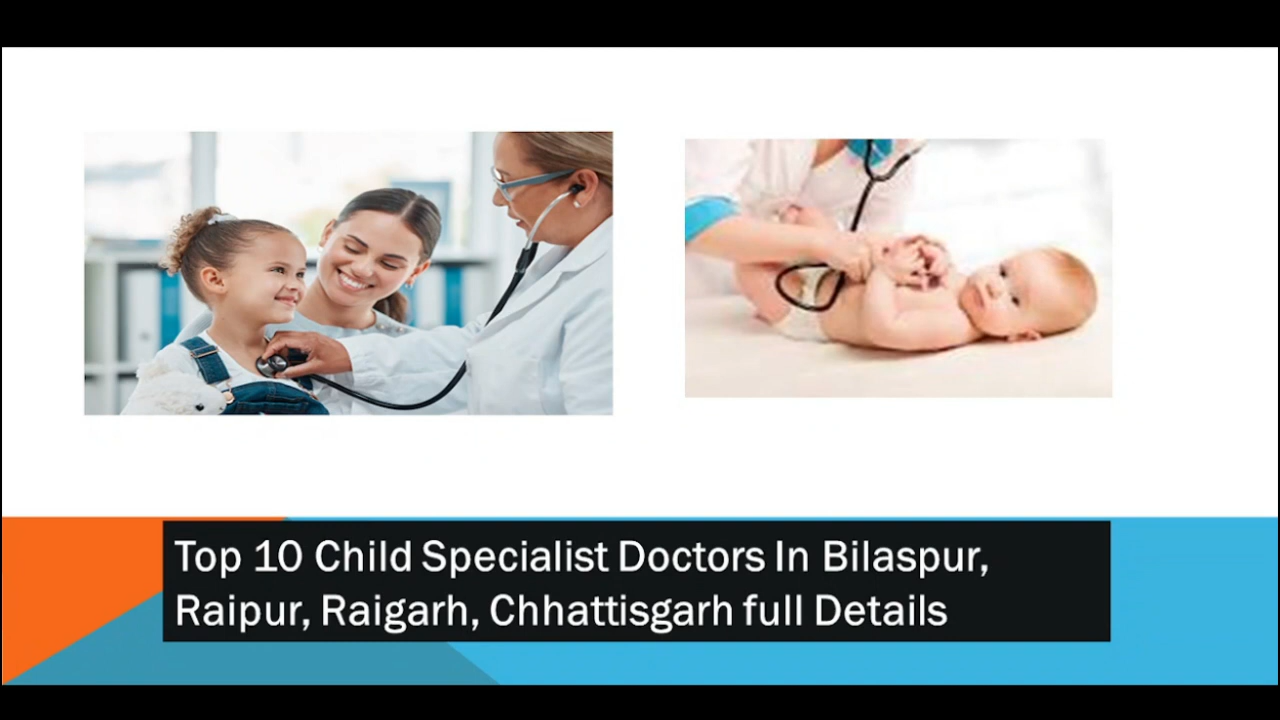 Top 10 Child Specialist Doctors In Bilaspur,
Raipur, Raigarh, Chhattisgarh full Details